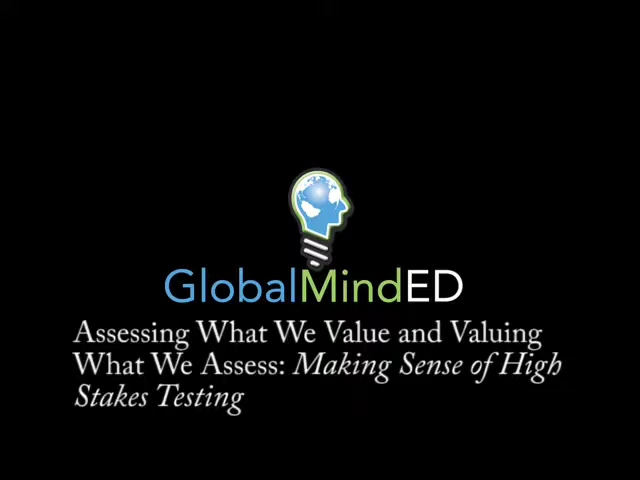 GlobalMindED
Assessing What We Value and Valuing
What We Assess: Making Sense of High
Stakes Testing